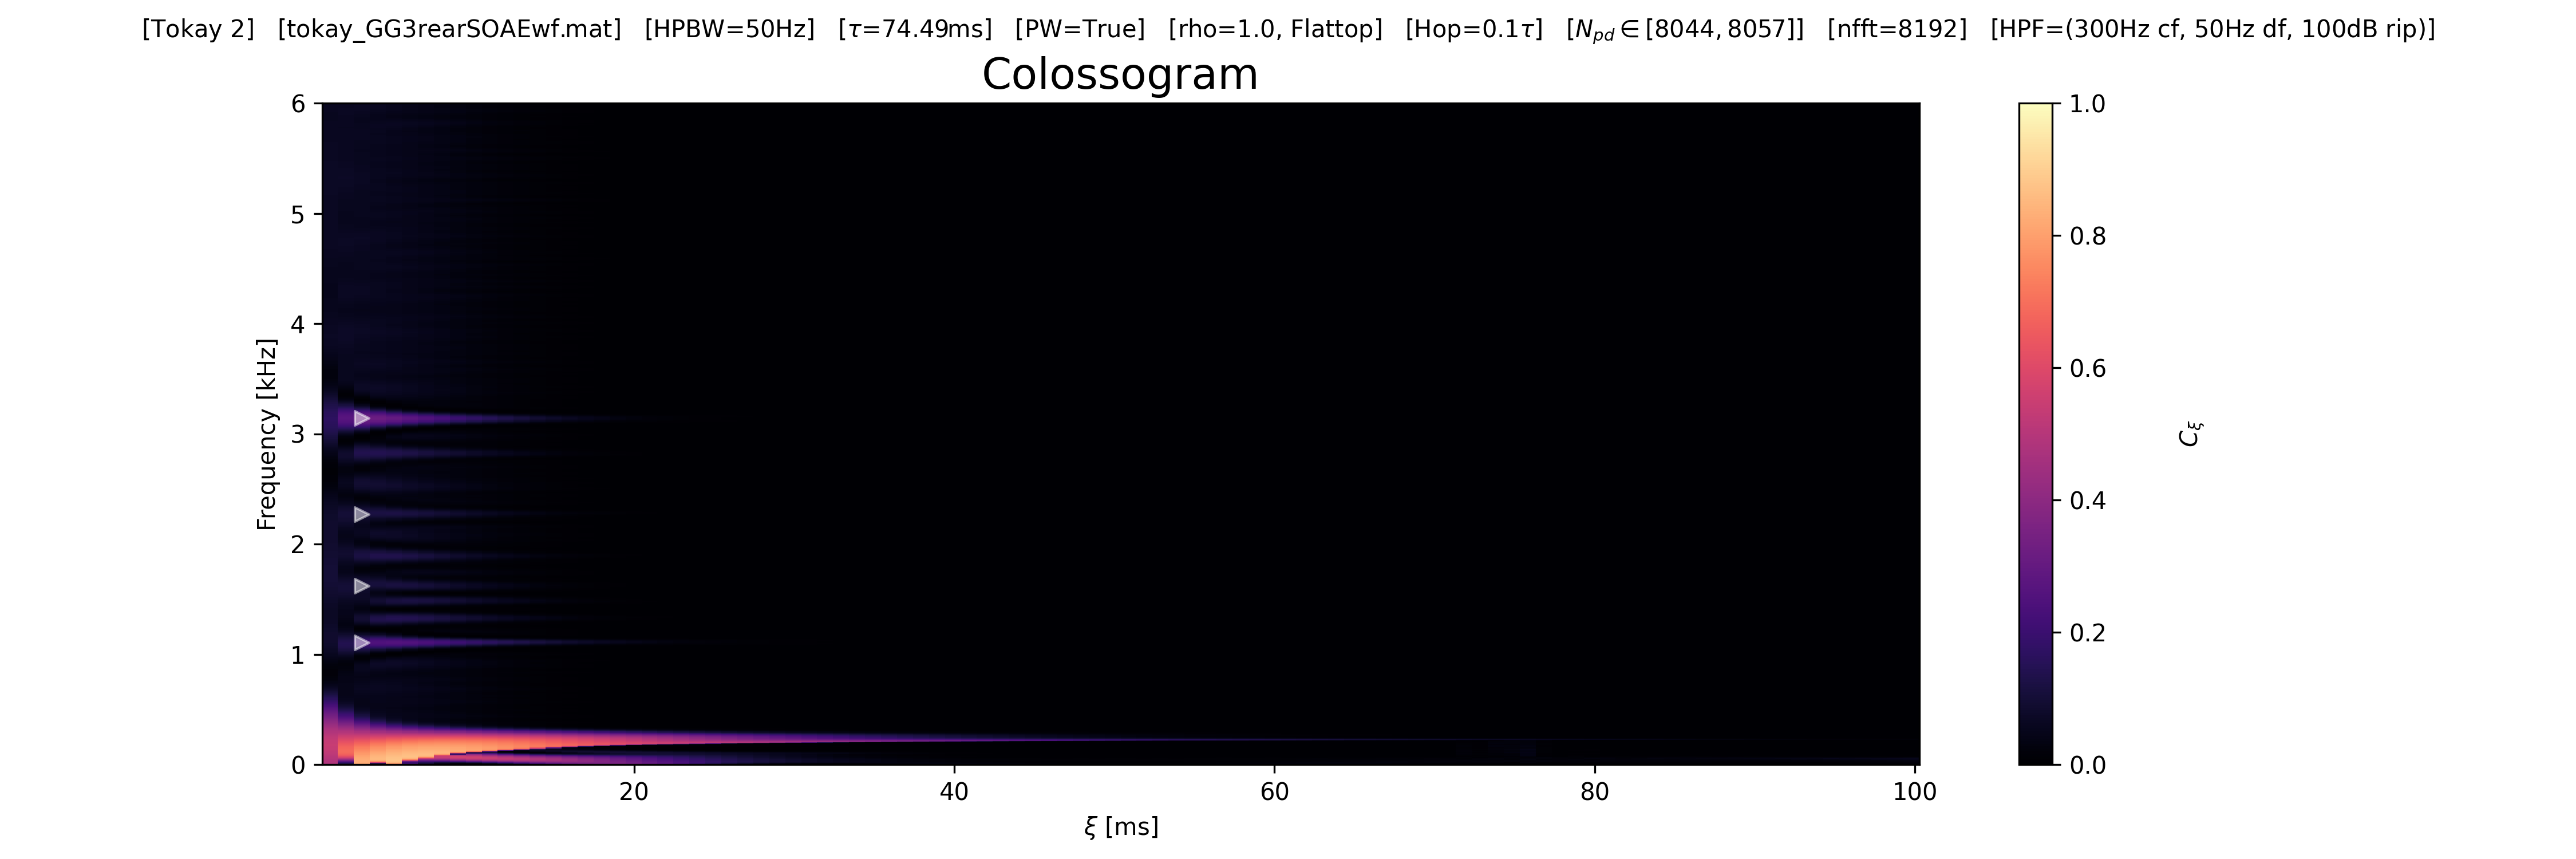 [Tokay 2] [tokay_GG3rearSOAEwf.mat] [HPBW=50Hz] [τ=74.49ms] [PW=True] [rho=1.0, Flattop] [Hop=0.1τ] [N_pd ∈ [8044, 8057]] [nfft=8192] [HPF=(300Hz cf, 50Hz df, 100dB rip)]
Colossogram
Frequency [kHz]
6
5
4
3
2
1
0
20 40 60 80 100
ξ [ms]
1.0
0.8
0.6
0.4
0.2
0.0
C_ξ